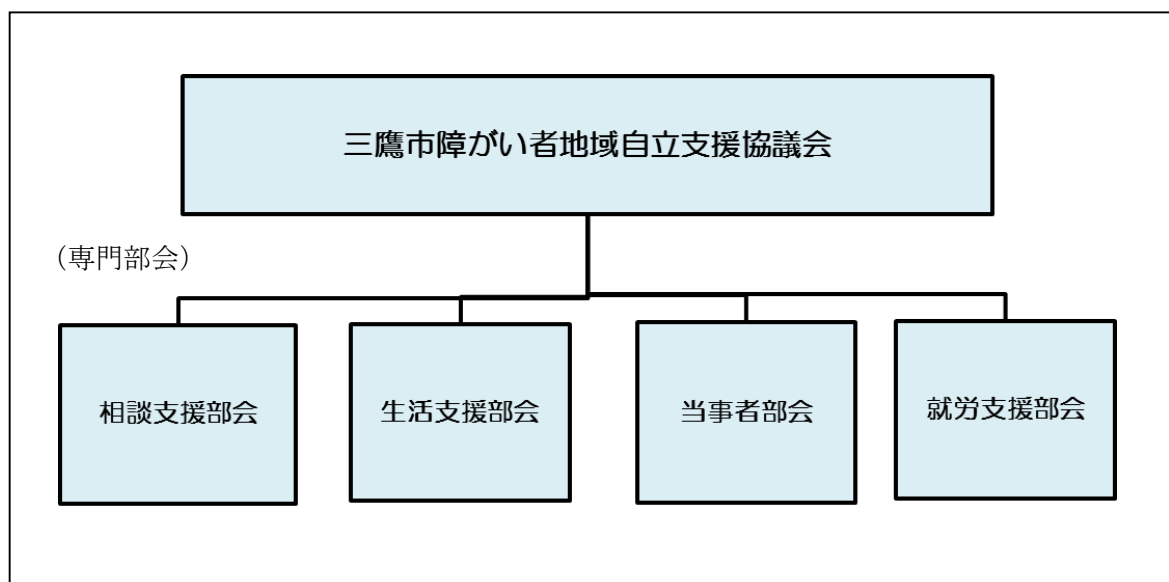 三鷹市障がい者地域自立支援協議会
（専門部会）
相談支援部会
生活支援部会
当事者部会
就労支援部会